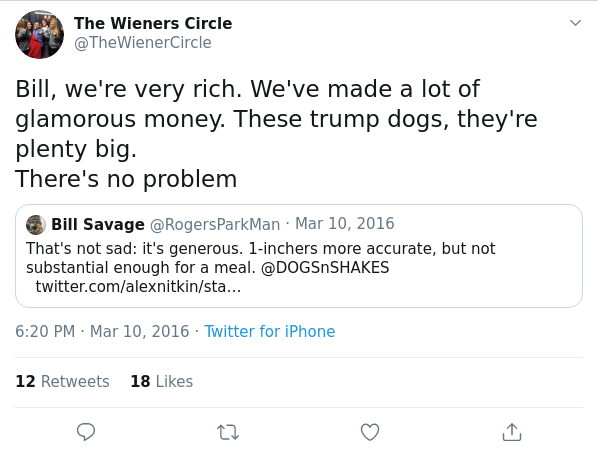 The Wieners Circle
@TheWienerCircle
Bill, we're very rich. We've made a lot of
glamorous money. These trump dogs, they're
plenty big.
There's no problem
Bill Savage @RogersParkMan · Mar 10, 2016
That's not sad: it's generous. 1-inchers more accurate, but not
substantial enough for a meal. @DOGSnSHAKES
twitter.com/alexnitkin/sta…
6:20 PM · Mar 10, 2016 · Twitter for iPhone
12 Retweets 18 Likes